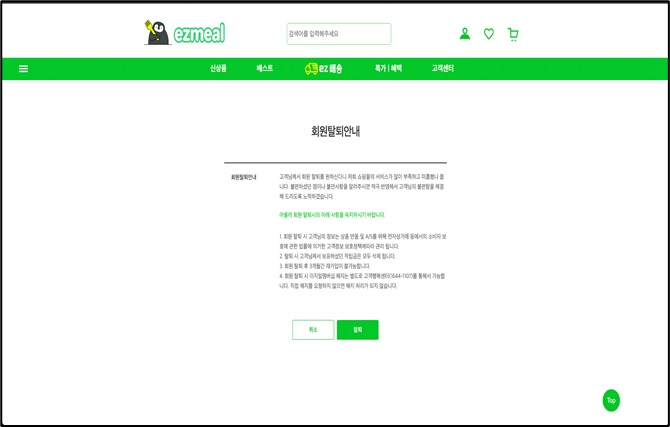 ezmeal
검색어를 입력해주세요
신상품 베스트 ez배송 특가 | 혜택 고객센터
회원탈퇴안내
회원탈퇴안내
고객님께서 회원 탈퇴를 원하신다니 저희 쇼핑몰의 서비스가 많이 부족하고 미흡했나 봅
니다. 불편하셨던 점이나 불만사항을 알려주시면 적극 반영해서 고객님의 불편함을 해결
해 드리도록 노력하겠습니다.
아울러 회원 탈퇴시의 아래 사항을 숙지하시기 바랍니다.
1. 회원 탈퇴 시 고객님의 정보는 상품 반품 및 A/S를 위해 전자상거래 등에서의 소비자 보
호에 관한 법률에 의거한 고객정보 보호정책에따라 관리 됩니다.
2. 탈퇴 시 고객님께서 보유하셨던 적립금은 모두 삭제 됩니다.
3. 회원 탈퇴 후 3개월간 재가입이 불가능합니다.
4. 회원 탈퇴 시 이지밀멤버십 해지는 별도로 고객행복센터(1644-1107)를 통해서 가능합
니다. 직접 해지를 요청하지 않으면 해지 처리가 되지 않습니다.
취소 탈퇴
Top